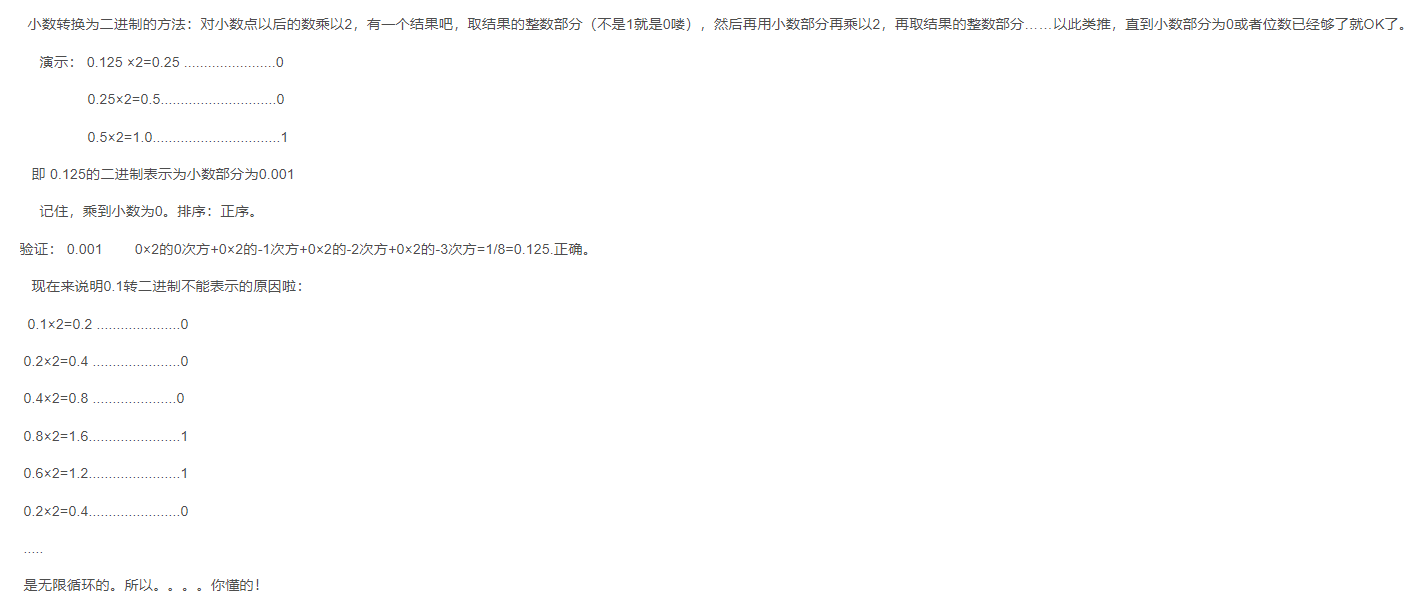 小数转换为二进制的方法：对小数点以后的数乘以2，有一个结果吧，取结果的整数部分（不是1就是0喽），然后再用小数部分再乘以2，再取结果的整数部分……以此类推，直到小数部分为0或者位数已经够了就OK了。
演示： 0.125 ×2=0.25 .......................0
0.25×2=0.5.............................0
0.5×2=1.0................................1
即 0.125的二进制表示为小数部分为0.001
记住，乘到小数为0。排序：正序。
验证： 0.001 0×2的0次方+0×2的-1次方+0×2的-2次方+0×2的-3次方=1/8=0.125.正确。
现在来说明0.1转二进制不能表示的原因啦：
0.1×2=0.2 .....................0
0.2×2=0.4 ......................0
0.4×2=0.8 .....................0
0.8×2=1.6.......................1
0.6×2=1.2.......................1
0.2×2=0.4.......................0
.....
是无限循环的。所以。。。。你懂的！